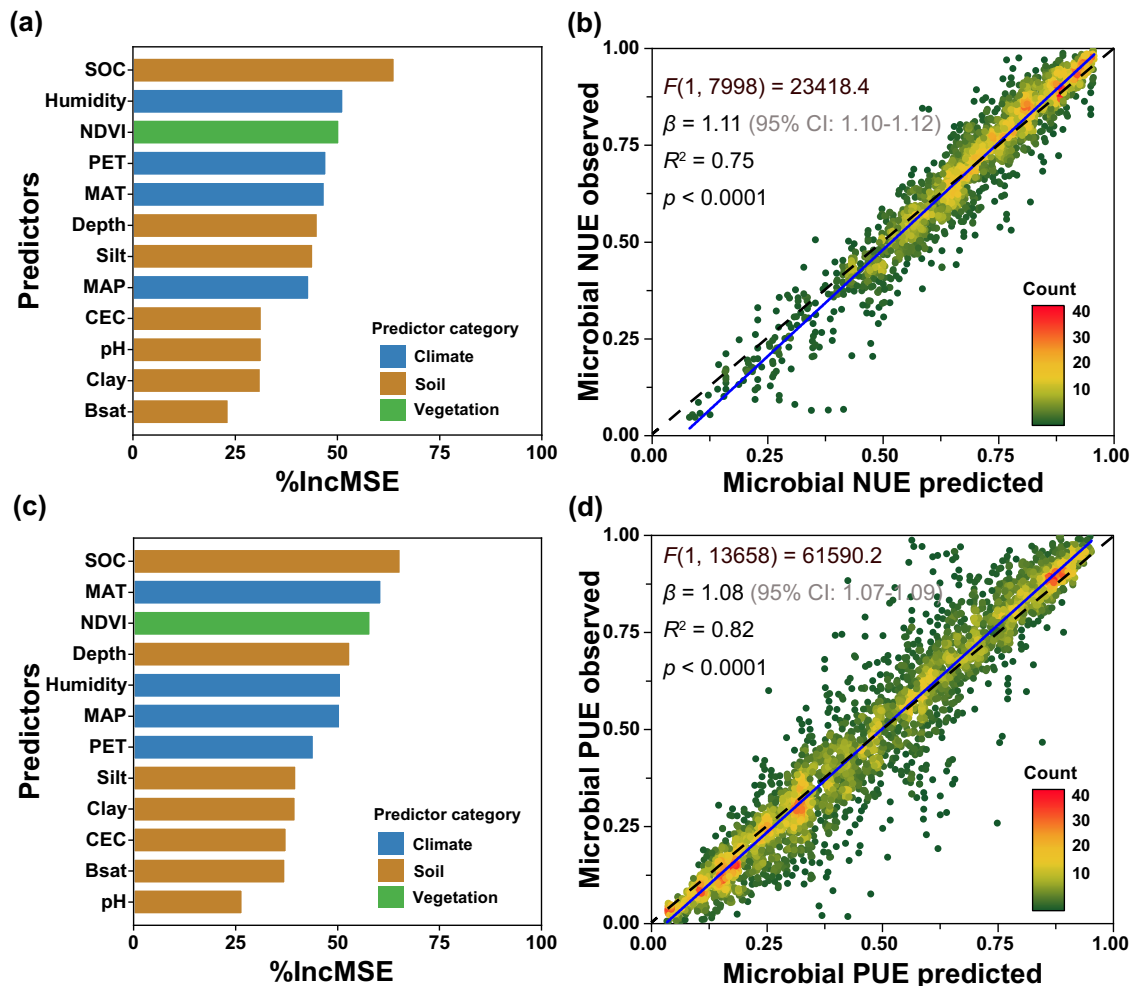 (a)
Predictors
SOC
Humidity
NDVI
PET
MAT
Depth
Silt
MAP
CEC
pH
Clay
Bsat
Predictor category
Climate
Soil
Vegetation
0 25 50 75 100
%IncMSE
(b)
Microbial NUE observed
1.00
0.75
0.50
0.25
0.00
F(1, 7998) = 23418.4
β = 1.11 (95% CI: 1.10-1.12)
R² = 0.75
p < 0.0001
Count
40
30
20
10
0.00 0.25 0.50 0.75 1.00
Microbial NUE predicted
(c)
Predictors
SOC
MAT
NDVI
Depth
Humidity
MAP
PET
Silt
Clay
CEC
Bsat
pH
Predictor category
Climate
Soil
Vegetation
0 25 50 75 100
%IncMSE
(d)
Microbial PUE observed
1.00
0.75
0.50
0.25
0.00
F(1, 13658) = 61590.2
β = 1.08 (95% CI: 1.07-1.09)
R² = 0.82
p < 0.0001
Count
40
30
20
10
0.00 0.25 0.50 0.75 1.00
Microbial PUE predicted